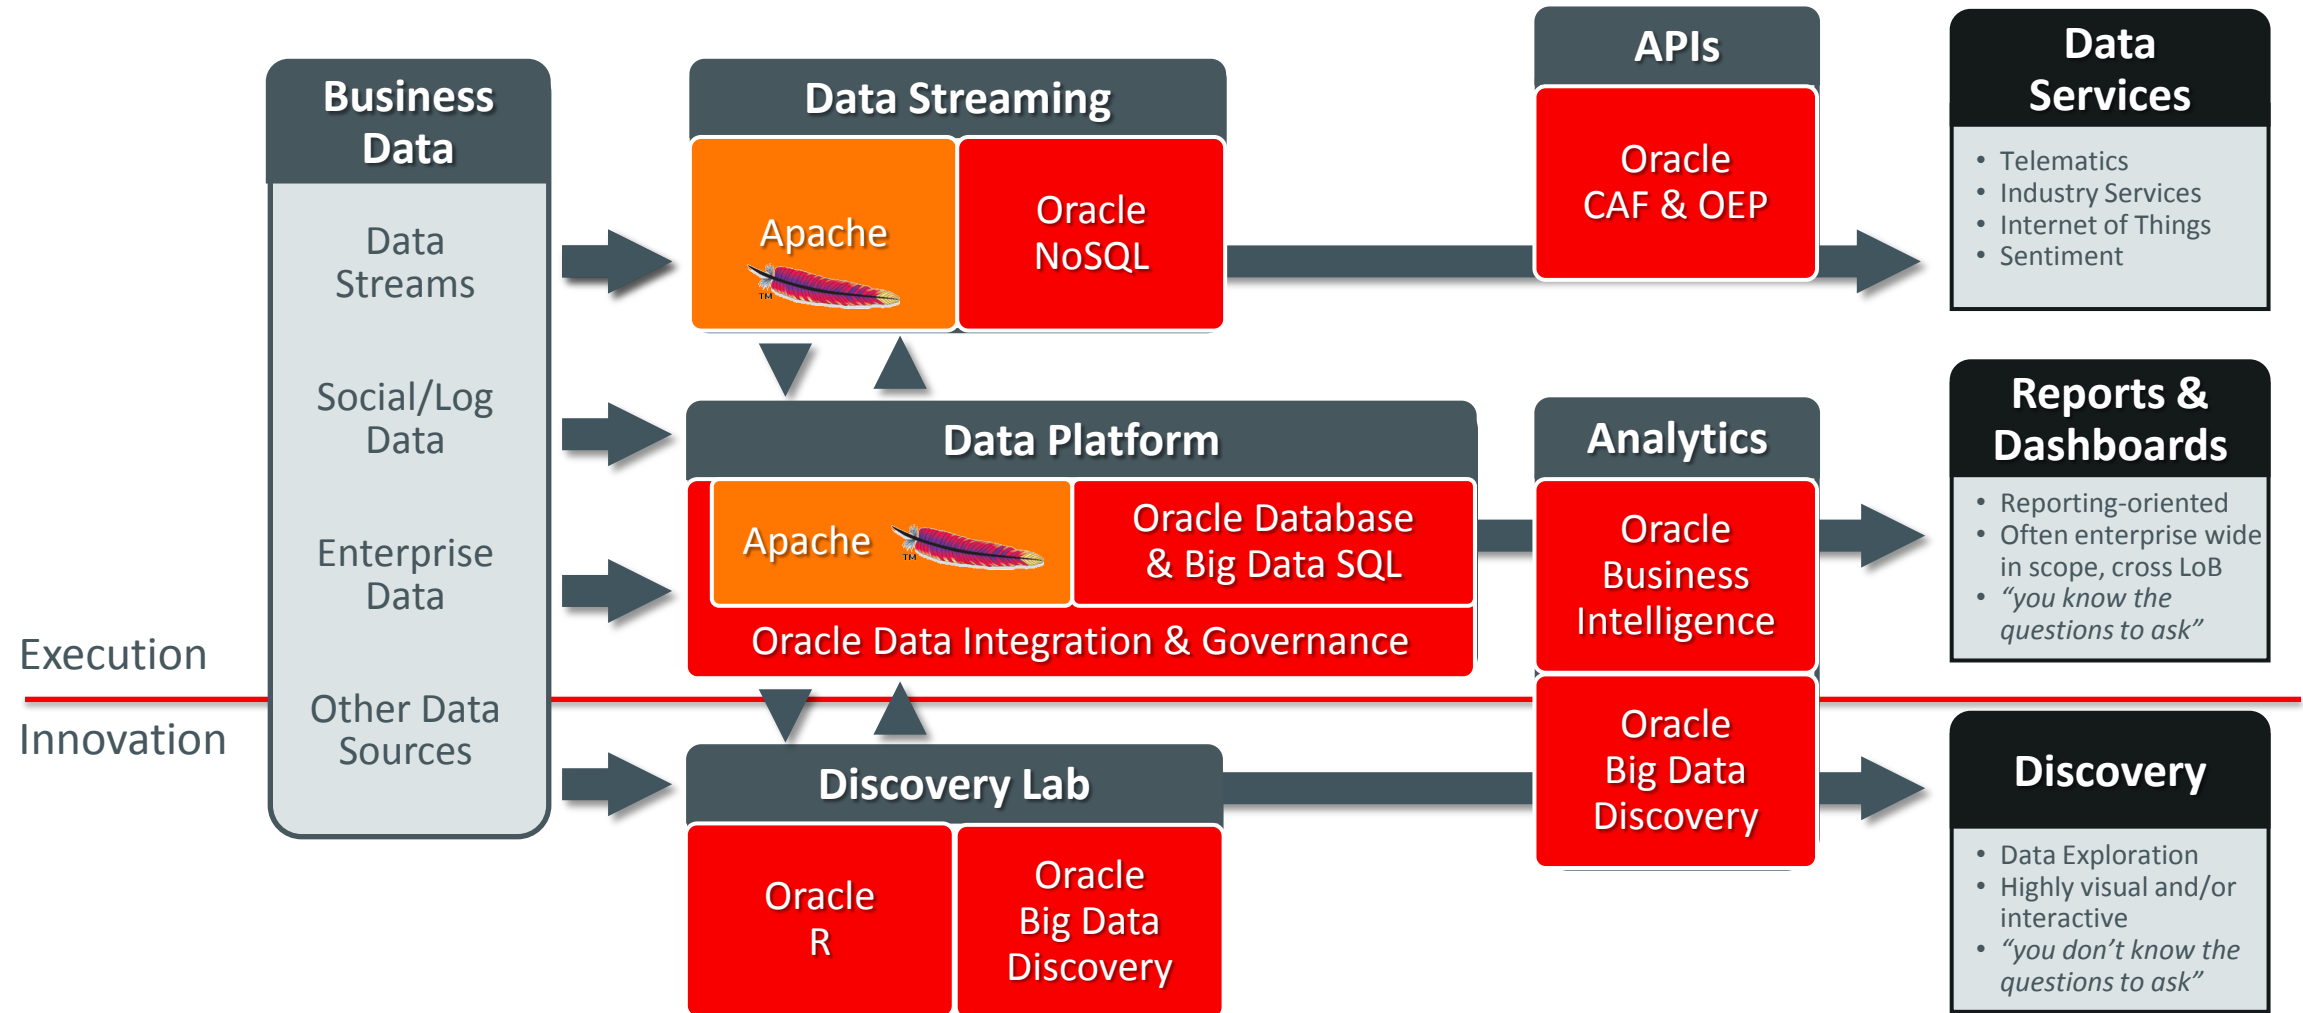 Business
Data
Data
Streams
Social/Log
Data
Enterprise
Data
Other Data
Sources
Execution
Innovation
Data Streaming
Apache
TM
Oracle
NoSQL
Data Platform
Apache
TM
Oracle Database
& Big Data SQL
Oracle Data Integration & Governance
Discovery Lab
Oracle
R
Oracle
Big Data
Discovery
APIs
Oracle
CAF & OEP
Analytics
Oracle
Business
Intelligence
Oracle
Big Data
Discovery
Data
Services
• Telematics
• Industry Services
• Internet of Things
• Sentiment
Reports &
Dashboards
• Reporting-oriented
• Often enterprise wide
in scope, cross LoB
• “you know the
questions to ask”
Discovery
• Data Exploration
• Highly visual and/or
interactive
• “you don’t know the
questions to ask”